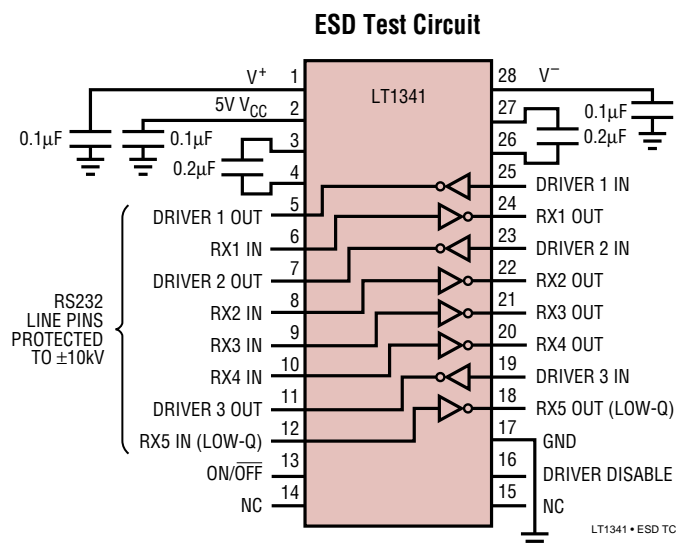 ESD Test Circuit
LT1341
V+ 1
5V VCC 2
3
4
0.1µF
0.1µF
0.2µF
DRIVER 1 OUT 5
RX1 IN 6
DRIVER 2 OUT 7
RX2 IN 8
RX3 IN 9
RX4 IN 10
DRIVER 3 OUT 11
RX5 IN (LOW-Q) 12
ON/OFF 13
NC 14
RS232
LINE PINS
PROTECTED
TO ±10kV
28 V–
27
26
0.1µF
0.2µF
25 DRIVER 1 IN
24 RX1 OUT
23 DRIVER 2 IN
22 RX2 OUT
21 RX3 OUT
20 RX4 OUT
19 DRIVER 3 IN
18 RX5 OUT (LOW-Q)
17 GND
16 DRIVER DISABLE
15 NC
LT1341 • ESD TC